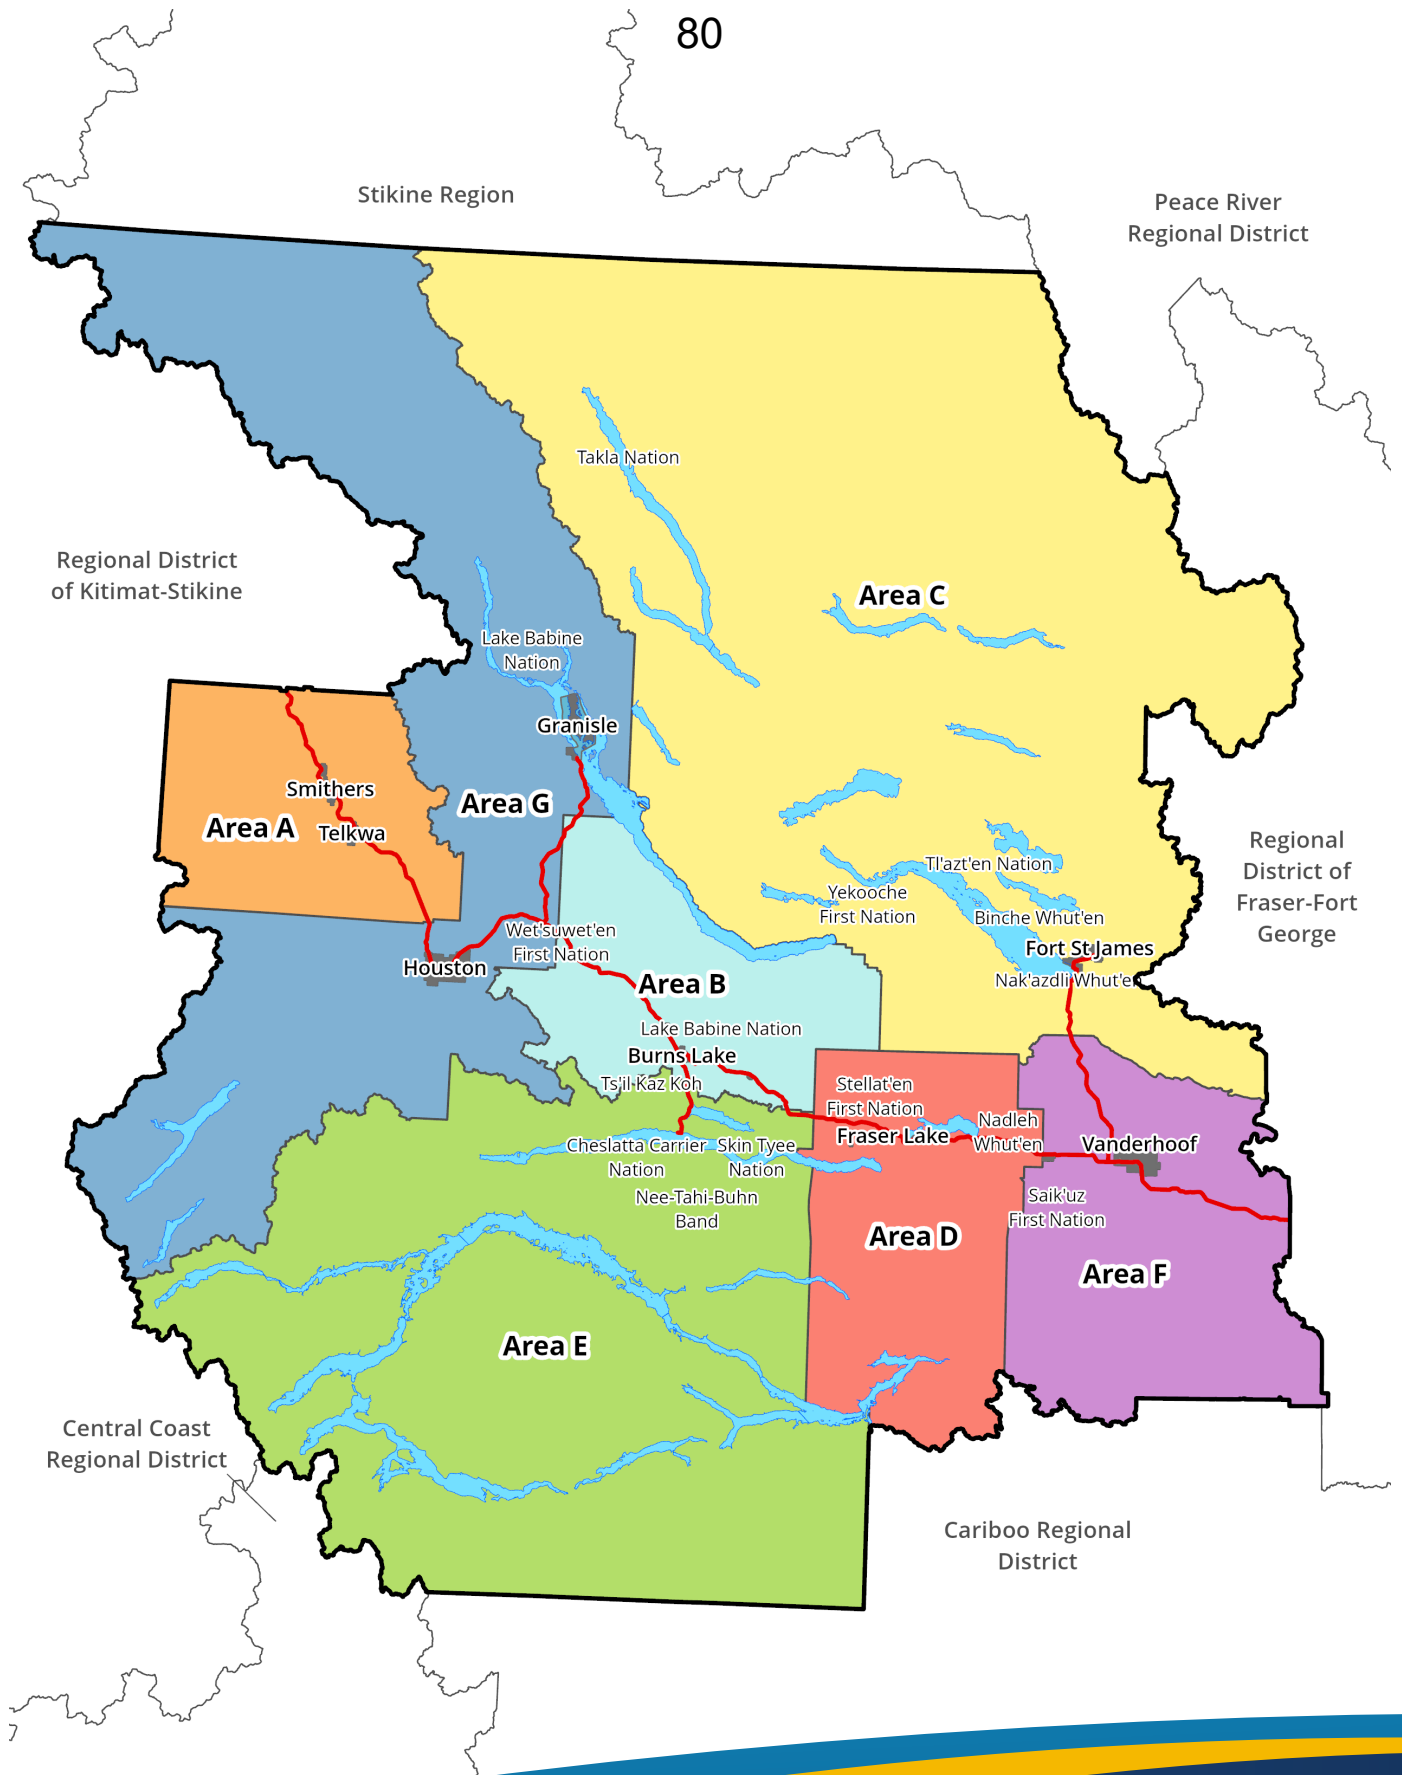 80
Stikine Region
Peace River
Regional District
Takla Nation
Regional District
of Kitimat-Stikine
Area C
Lake Babine
Nation
Granisle
Smithers
Area G
Area A
Telkwa
Regional
District of
Fraser-Fort
George
Tl'azt'en Nation
Yekooche
First Nation
Binche Whut'en
Wet'suwet'en
First Nation
Fort St James
Houston
Nak'azdli Whut'en
Area B
Lake Babine Nation
Burns Lake
Ts'il Kaz Koh
Stellat'en
First Nation
Nadleh
Whut'en
Fraser Lake
Vanderhoof
Cheslatta Carrier
Nation
Skin Tyee
Nation
Nee-Tahi-Buhn
Band
Saik'uz
First Nation
Area D
Area F
Area E
Central Coast
Regional District
Cariboo Regional
District